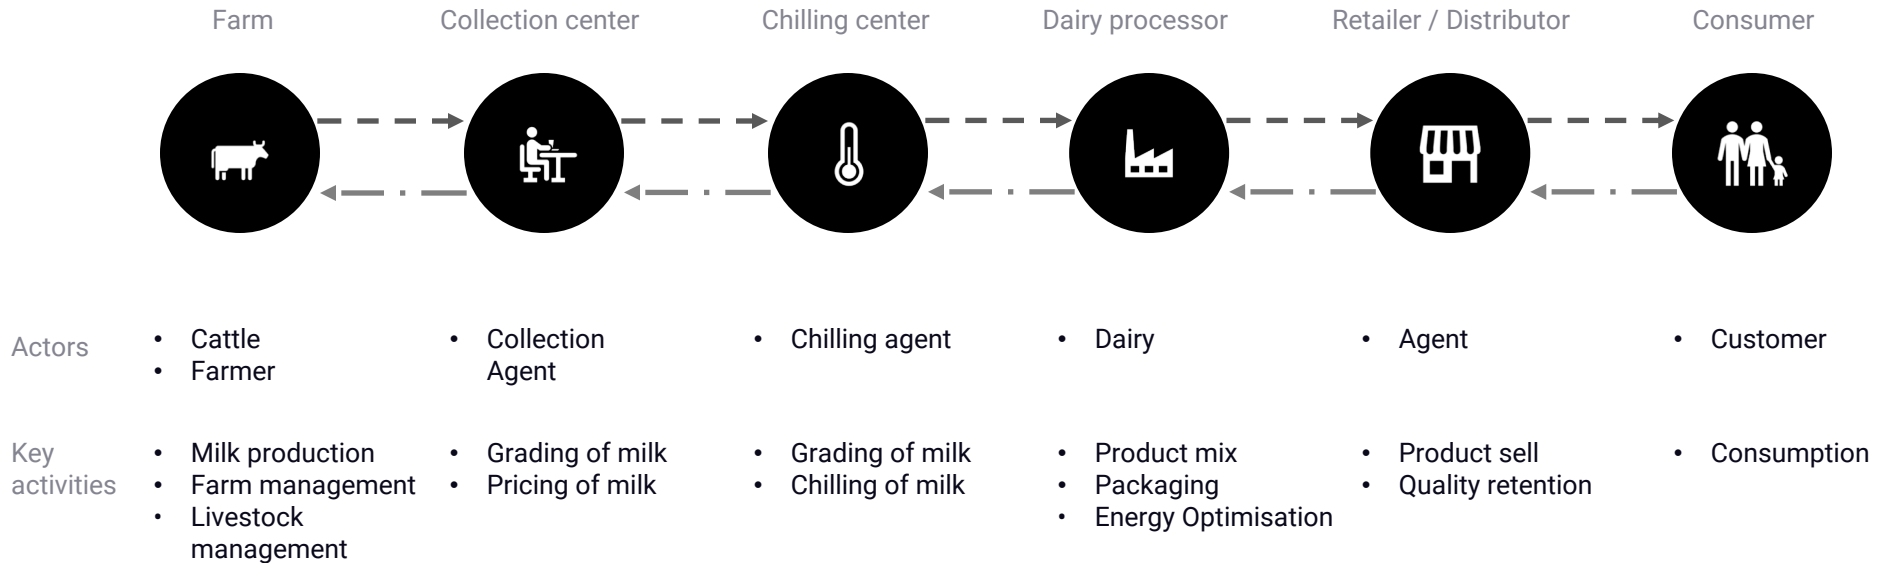 Farm
Collection center
Chilling center
Dairy processor
Retailer / Distributor
Consumer
Actors
• Cattle
• Farmer
• Collection
Agent
• Chilling agent
• Dairy
• Agent
• Customer
Key
activities
• Milk production
• Farm management
• Livestock
management
• Grading of milk
• Pricing of milk
• Grading of milk
• Chilling of milk
• Product mix
• Packaging
• Energy Optimisation
• Product sell
• Quality retention
• Consumption